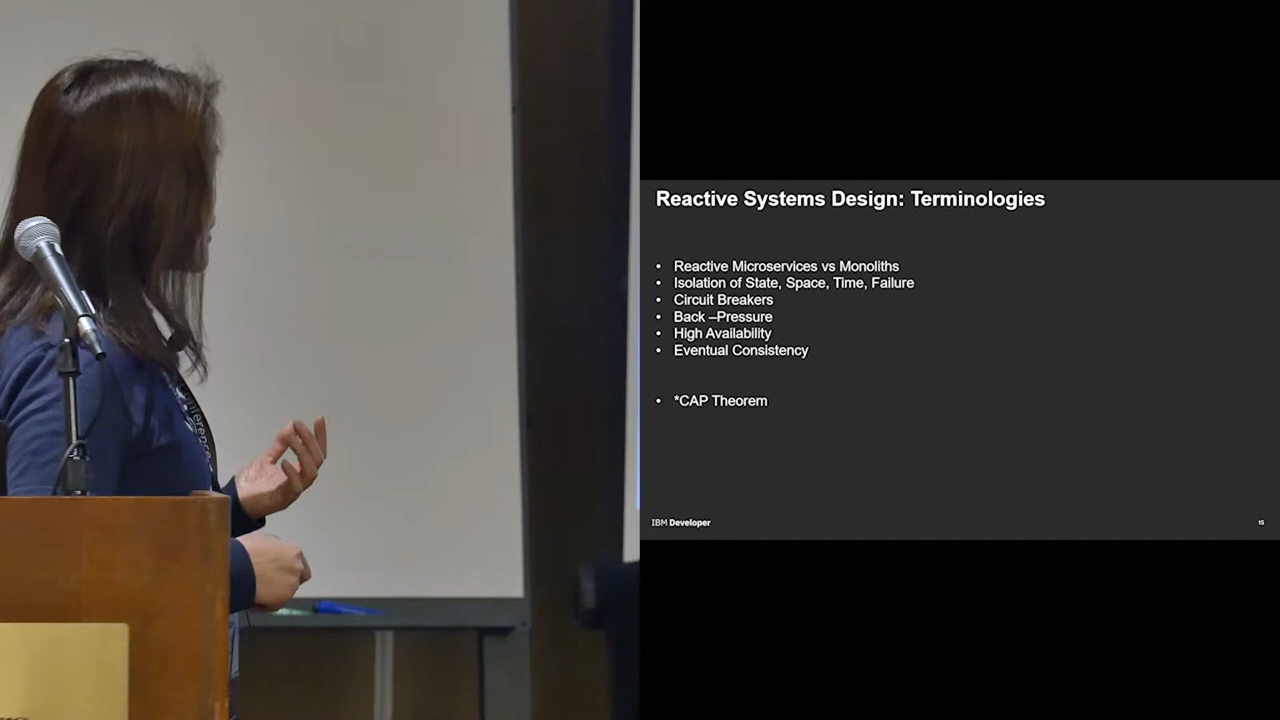 Conference
Reactive Systems Design: Terminologies
• Reactive Microservices vs Monoliths
• Isolation of State, Space, Time, Failure
• Circuit Breakers
• Back –Pressure
• High Availability
• Eventual Consistency
• *CAP Theorem
IBM Developer
15